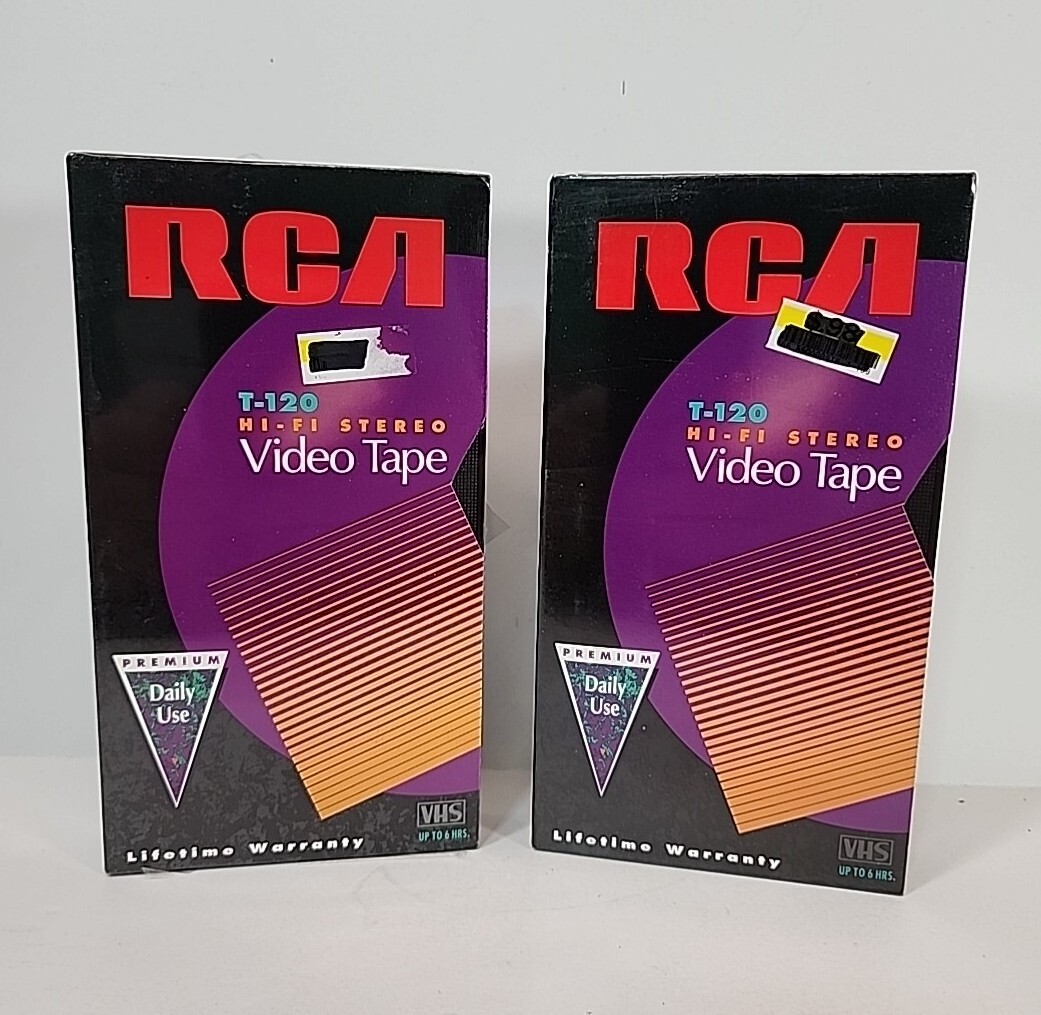 RCA
T-120
HI-FI STEREO
Video Tape
PREMIUM
Daily
Use
VHS
UP TO 6 HRS.
Lifetime Warranty
RCA
T-120
HI-FI STEREO
Video Tape
PREMIUM
Daily
Use
VHS
UP TO 6 HRS.
Lifetime Warranty